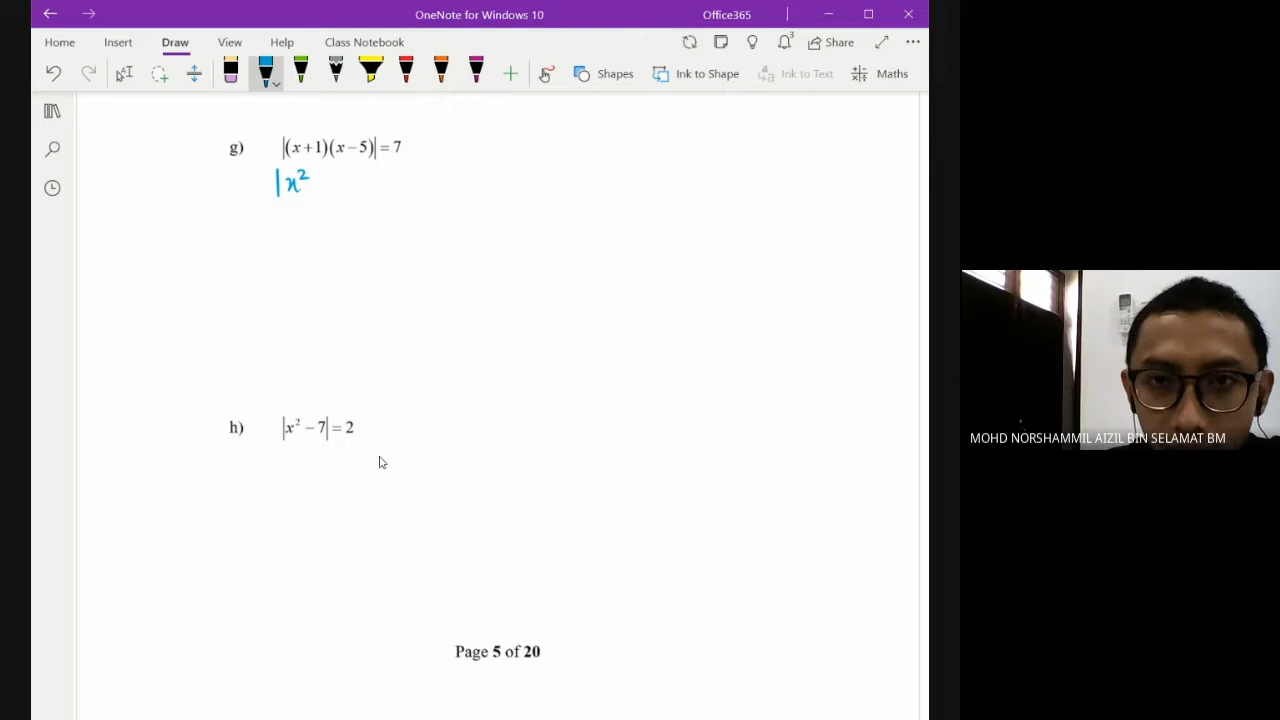 OneNote for Windows 10
Office365
Home Insert Draw View Help Class Notebook
3
Share
Shapes Ink to Shape Ink to Text Maths
g) |(x+1)(x−5)| = 7
|x²
h) |x² − 7| = 2
MOHD NORSHAMMIL AIZIL BIN SELAMAT BM
Page 5 of 20